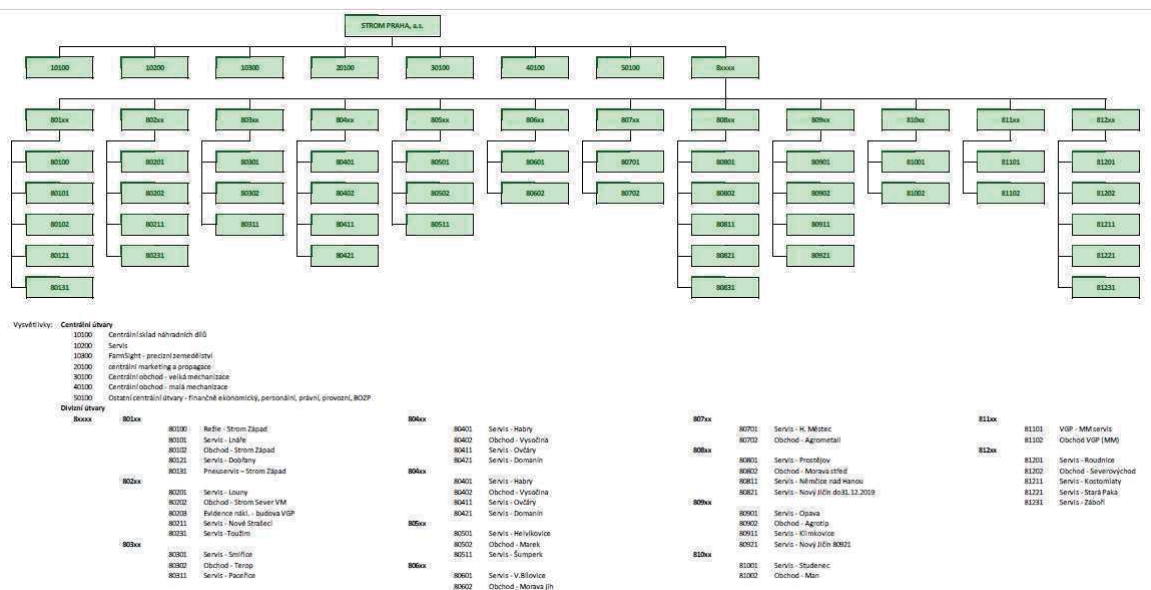 STROM PRAHA, a.s.
10100 10200 10300 20100 30100 40100 50100 8xxxx
801xx 802xx 803xx 804xx 805xx 806xx 807xx 808xx 809xx 810xx 811xx 812xx
80100 80201 80301 80401 80501 80601 80701 80801 80901 81001 81101 81201
80101 80202 80302 80402 80502 80602 80702 80802 80902 81002 81102 81202
80102 80211 80311 80411 80511 80811 80911 81211
80121 80231 80421 80821 80921 81221
80131 80831 81231
Vysvětlivky: Centrální útvary
10100 Centrální sklad náhradních dílů
10200 Servis
10300 FarmSight - precizní zemědělství
20100 centrální marketing a propagace
30100 Centrální obchod - velká mechanizace
40100 Centrální obchod - malá mechanizace
50100 Ostatní centrální útvary - finančně ekonomický, personální, právní, provozní, BOZP
Divizní útvary
8xxxx 801xx
80100 Režie - Strom Západ
80101 Servis - Lnáře
80102 Obchod - Strom Západ
80121 Servis - Dobřany
80131 Pneuservis – Strom Západ
802xx
80201 Servis - Louny
80202 Obchod - Strom Sever VM
80203 Evidence nákl. - budova VGP
80211 Servis - Nové Strašecí
80231 Servis - Toužim
803xx
80301 Servis - Smiřice
80302 Obchod - Terop
80311 Servis - Paceřice
804xx
80401 Servis - Habry
80402 Obchod - Vysočina
80411 Servis - Ovčáry
80421 Servis - Domanín
804xx
80401 Servis - Habry
80402 Obchod - Vysočina
80411 Servis - Ovčáry
80421 Servis - Domanín
805xx
80501 Servis - Helvíkovice
80502 Obchod - Marek
80511 Servis - Šumperk
806xx
80601 Servis - V.Bílovice
80602 Obchod - Morava jih
807xx
80701 Servis - H. Městec
80702 Obchod - Agrometall
808xx
80801 Servis - Prostějov
80802 Obchod - Morava střed
80811 Servis - Němčice nad Hanou
80821 Servis - Nový Jičín do31.12.2019
809xx
80901 Servis - Opava
80902 Obchod - Agrotip
80911 Servis - Klimkovice
80921 Servis - Nový Jičín 80921
810xx
81001 Servis - Studenec
81002 Obchod - Man
811xx
81101 VGP - MM servis
81102 Obchod VGP (MM)
812xx
81201 Servis - Roudnice
81202 Obchod - Severovýchod
81211 Servis - Kostomlaty
81221 Servis - Stará Paka
81231 Servis - Záboří